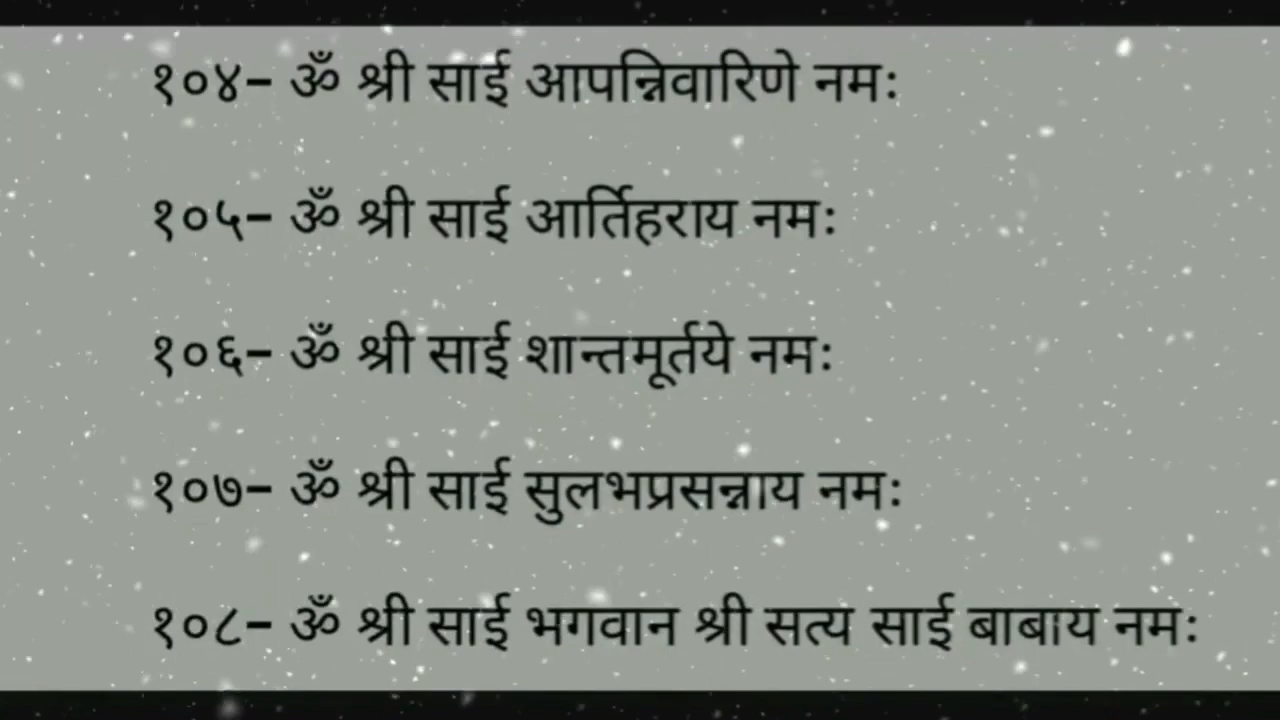 १०४– ॐ श्री साई आपन्निवारिणे नमः
१०५– ॐ श्री साई आर्तिहराय नमः
१०६– ॐ श्री साई शान्तमूर्तये नमः
१०७– ॐ श्री साई सुलभप्रसन्नाय नमः
१०८– ॐ श्री साई भगवान श्री सत्य साई बाबाय नमः